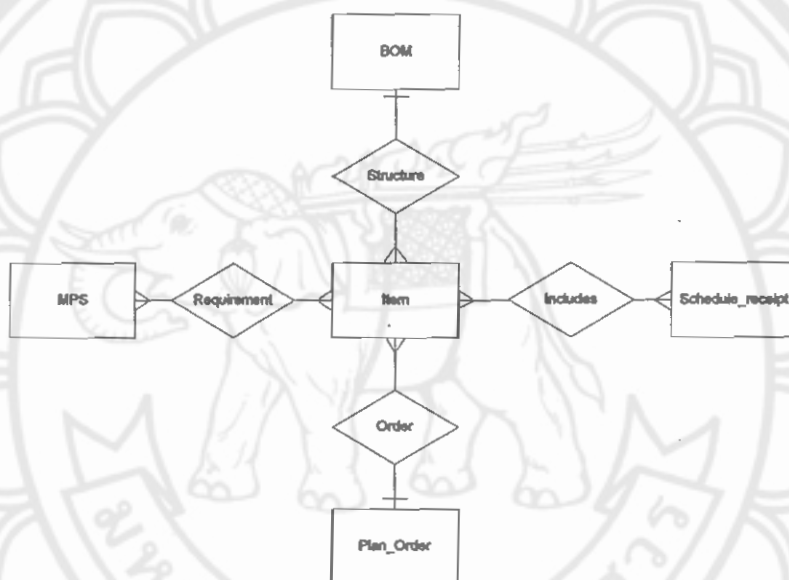 BOM
Structure
MPS
Requirement
Item
Includes
Schedule_receipt
Order
Plan_Order